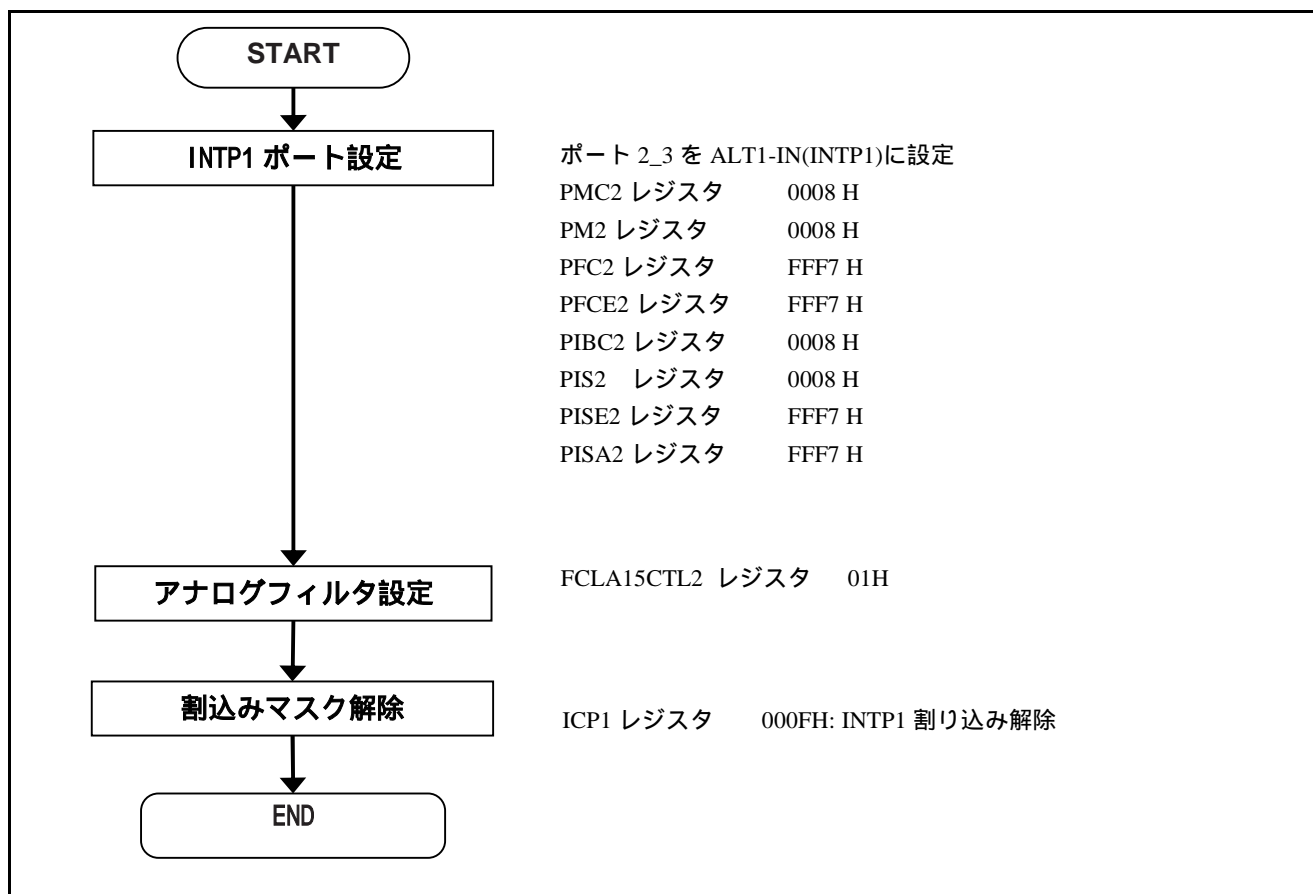 START
INTP1 ポート設定
ポート 2_3 を ALT1-IN(INTP1)に設定
PMC2 レジスタ 0008 H
PM2 レジスタ 0008 H
PFC2 レジスタ FFF7 H
PFCE2 レジスタ FFF7 H
PIBC2 レジスタ 0008 H
PIS2 レジスタ 0008 H
PISE2 レジスタ FFF7 H
PISA2 レジスタ FFF7 H
アナログフィルタ設定
FCLA15CTL2 レジスタ 01H
割込みマスク解除
ICP1 レジスタ 000FH: INTP1 割り込み解除
END